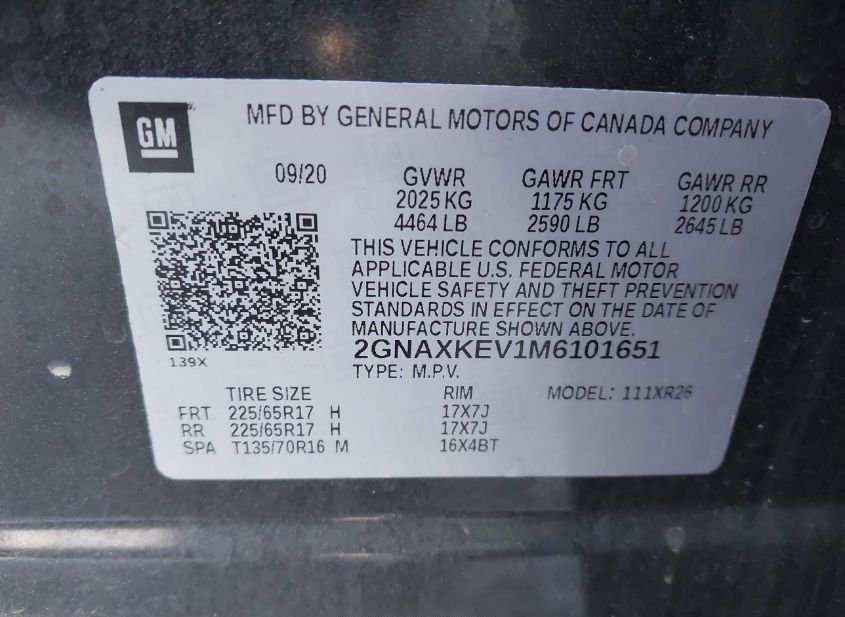 GM
MFD BY GENERAL MOTORS OF CANADA COMPANY
09/20 GVWR GAWR FRT GAWR RR
2025 KG 1175 KG 1200 KG
4464 LB 2590 LB 2645 LB
THIS VEHICLE CONFORMS TO ALL
APPLICABLE U.S. FEDERAL MOTOR
VEHICLE SAFETY AND THEFT PREVENTION
STANDARDS IN EFFECT ON THE DATE OF
MANUFACTURE SHOWN ABOVE.
2GNAXKEV1M6101651
139X TYPE: M.P.V.
TIRE SIZE RIM MODEL: 111XR26
FRT 225/65R17 H 17X7J
RR 225/65R17 H 17X7J
SPA T135/70R16 M 16X4BT